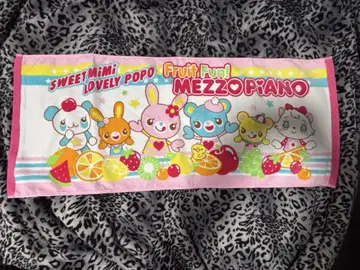 SWEET MiMi
LOVELY POPO
Fruit Fun!
MEZZO PiANO